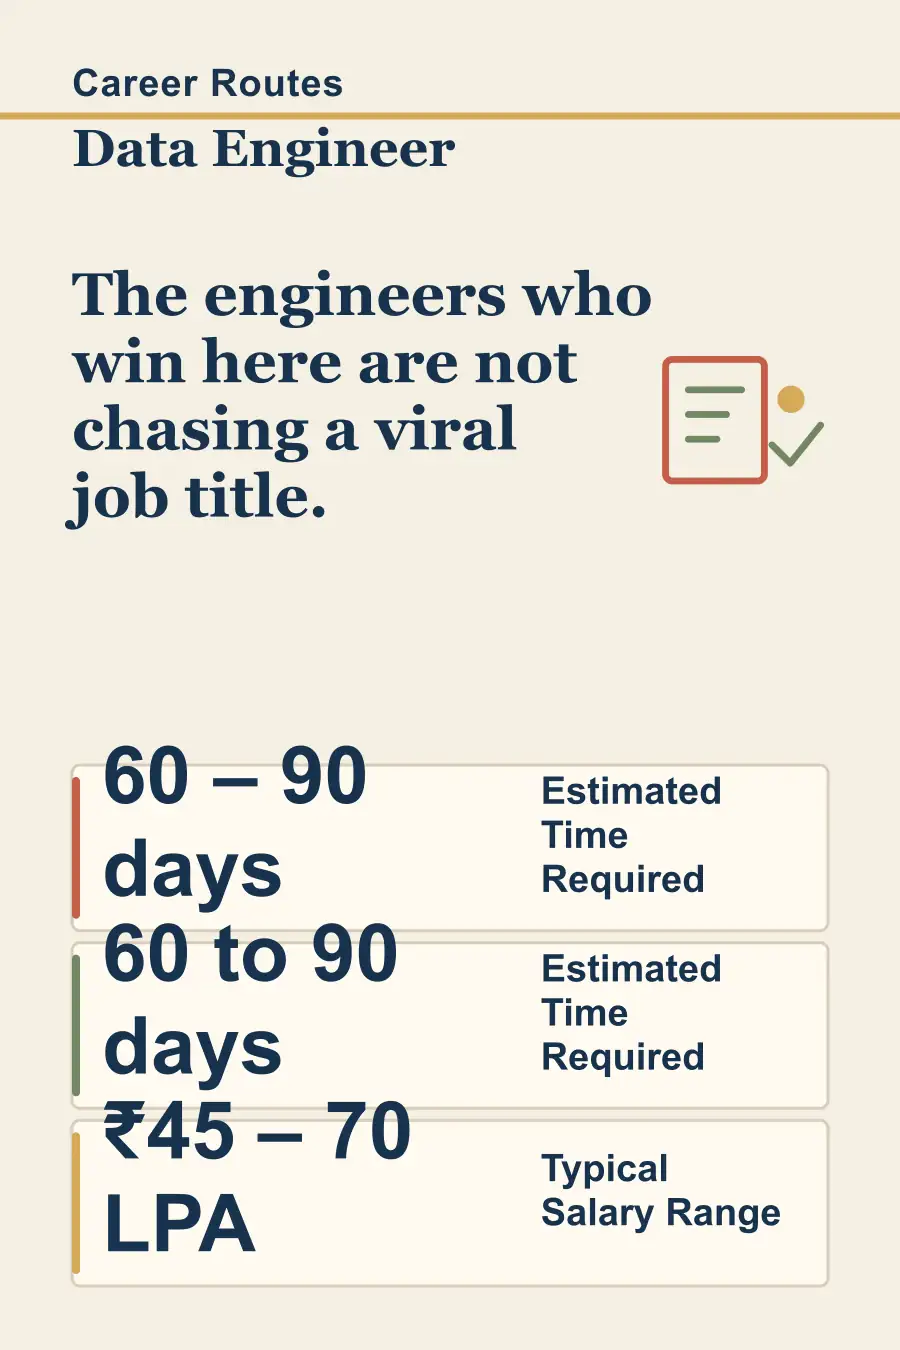 Career Routes
Data Engineer
The engineers who
win here are not
chasing a viral
job title.
60 – 90
days
Estimated
Time
Required
60 to 90
days
Estimated
Time
Required
₹45 – 70
LPA
Typical
Salary Range